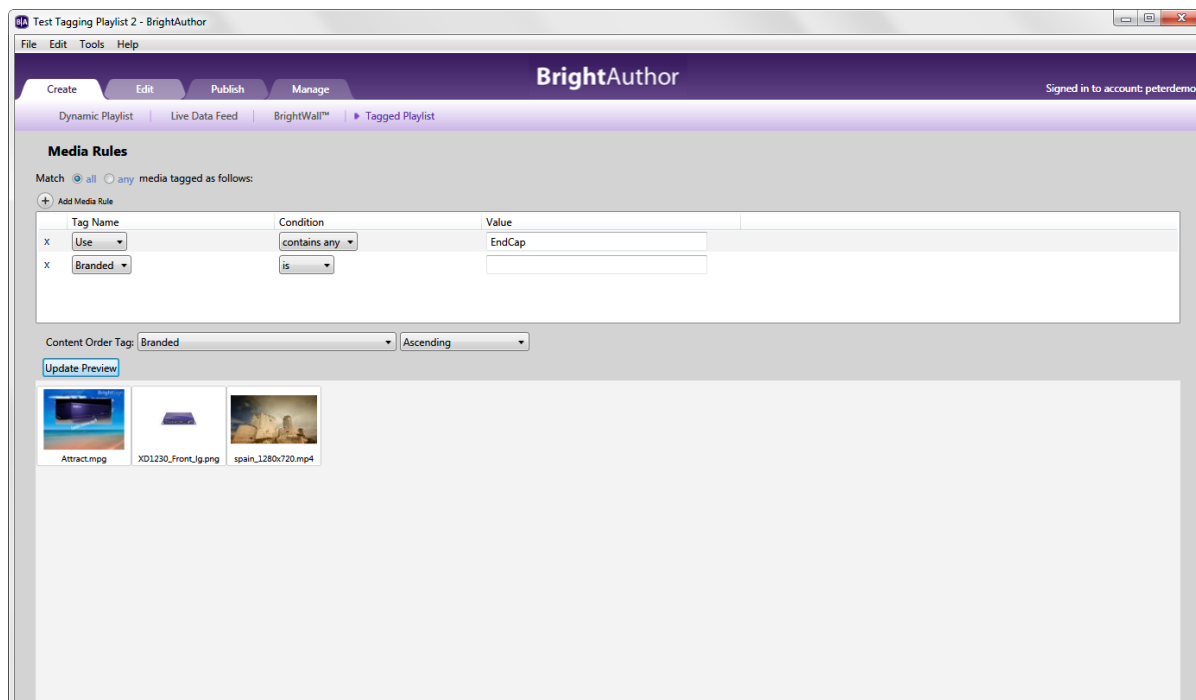 B|A Test Tagging Playlist 2 - BrightAuthor
File Edit Tools Help
BrightAuthor
Create Edit Publish Manage
Signed in to account: peterdemo
Dynamic Playlist Live Data Feed BrightWall™ Tagged Playlist
Media Rules
Match all any media tagged as follows:
+ Add Media Rule
Tag Name Condition Value
x Use contains any EndCap
x Branded is
Content Order Tag: Branded Ascending
Update Preview
Attract.mpg XD1230_Front_lg.png spain_1280x720.mp4